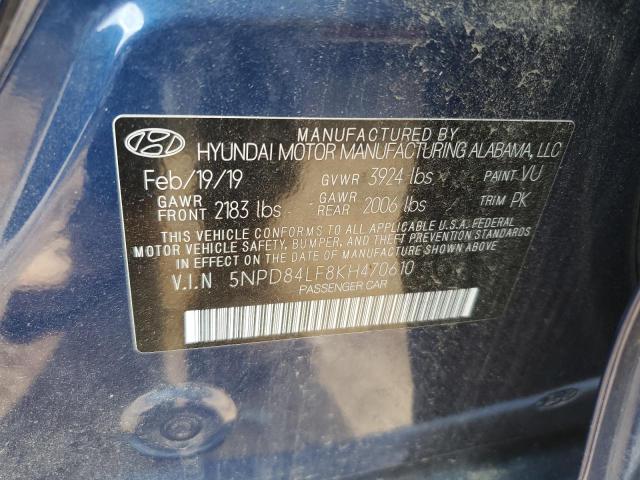 MANUFACTURED BY
HYUNDAI MOTOR MANUFACTURING ALABAMA, LLC
Feb/19/19 GVWR 3924 lbs PAINT VU
GAWR FRONT 2183 lbs GAWR REAR 2006 lbs TRIM PK
THIS VEHICLE CONFORMS TO ALL APPLICABLE U.S.A. FEDERAL
MOTOR VEHICLE SAFETY, BUMPER, AND THEFT PREVENTION STANDARDS
IN EFFECT ON THE DATE OF MANUFACTURE SHOWN ABOVE.
V.I.N 5NPD84LF8KH470610
PASSENGER CAR